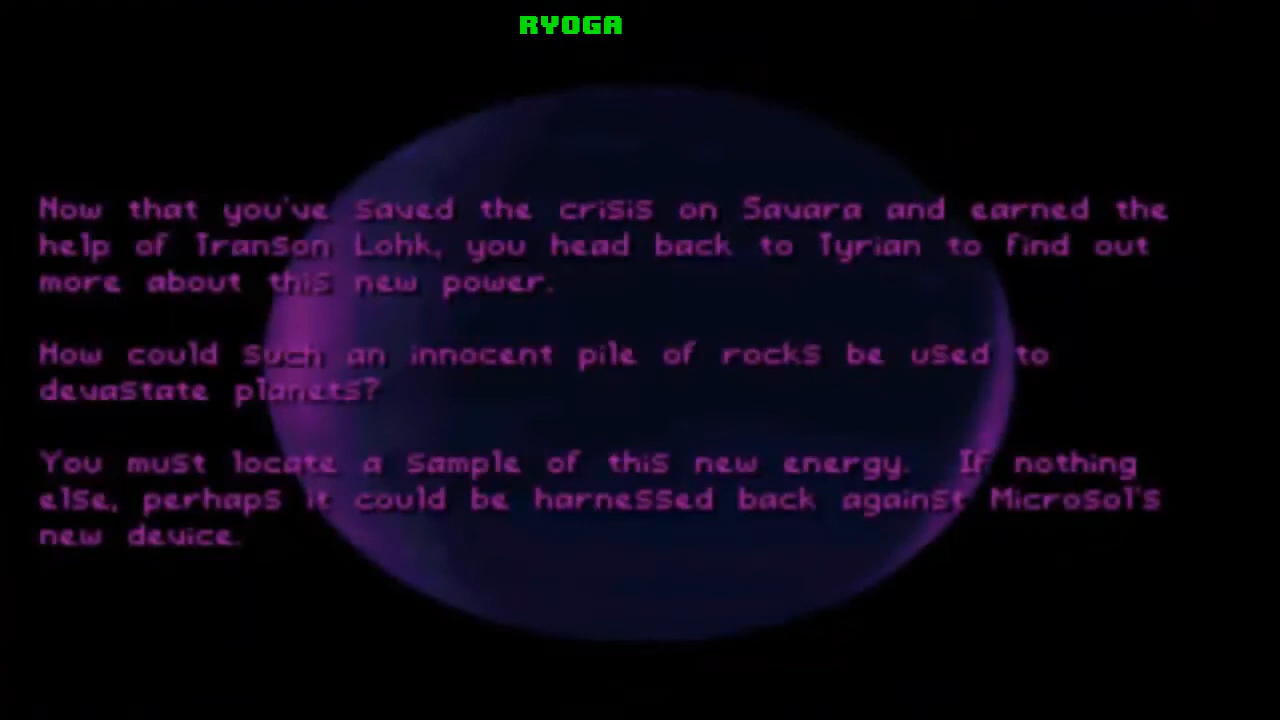 RYOGA
Now that you've saved the crisis on Savara and earned the
help of Transon Lohk, you head back to Tyrian to find out
more about this new power.
How could such an innocent pile of rocks be used to
devastate planets?
You must locate a sample of this new energy. If nothing
else, perhaps it could be harnessed back against Microsol's
new device.